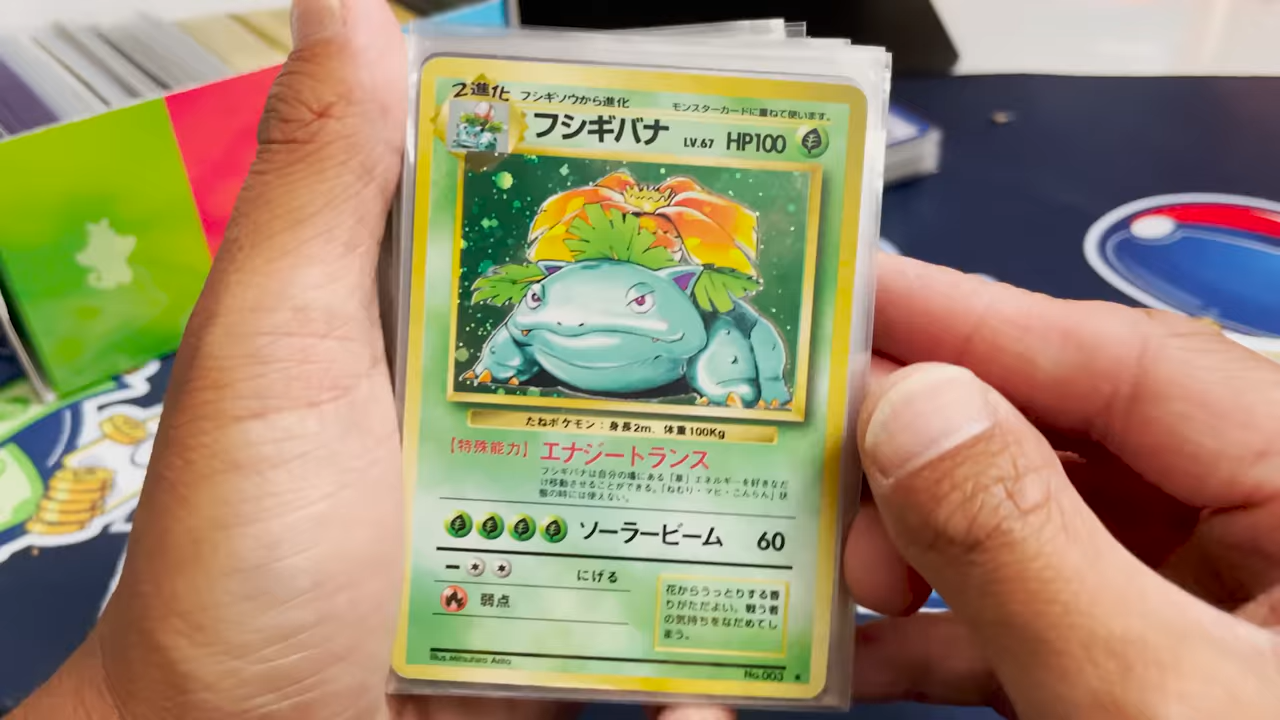 2進化 フシギソウから進化
モンスターカードに重ねて使います。
フシギバナ LV.67 HP100
たねポケモン：身長2m、体重100Kg
【特殊能力】 エナジートランス
フシギバナは自分の場にある「草」エネルギーを好きなだ
け移動させることができる。「ねむり・マヒ・こんらん」状
態の時には使えない。
ソーラービーム 60
にげる
弱点
花からうっとりする香
りがただよい。戦う者
の気持ちをなだめてし
まう。
Illus.Mitsuhiro Arita
No.003 ★